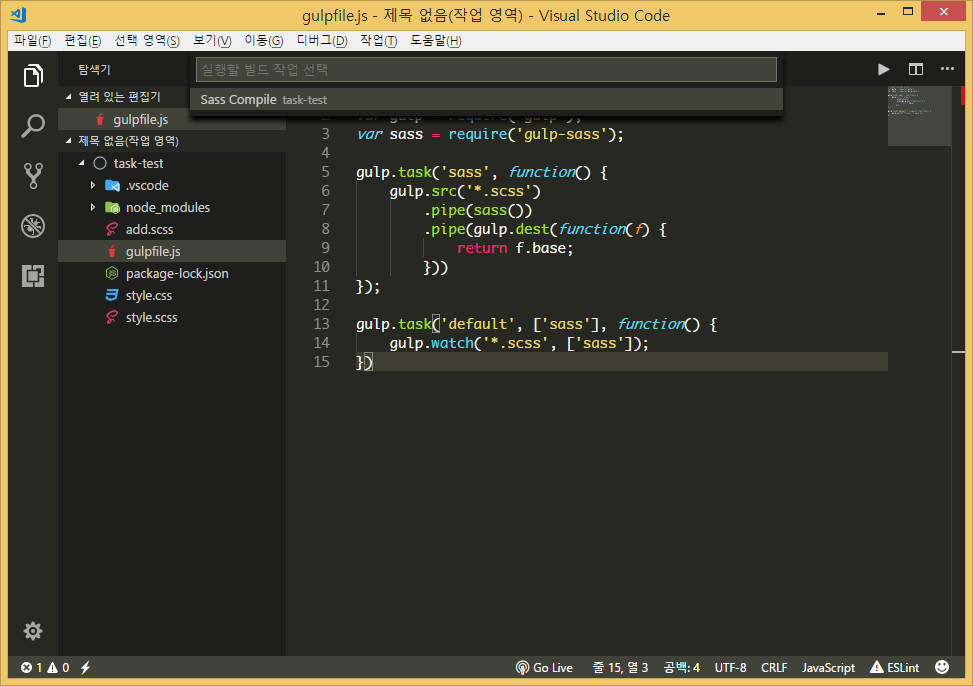 gulpfile.js - 제목 없음(작업 영역) - Visual Studio Code
파일(F) 편집(E) 선택 영역(S) 보기(V) 이동(G) 디버그(D) 작업(T) 도움말(H)
탐색기
실행할 빌드 작업 선택
Sass Compile task-test
열려 있는 편집기
gulpfile.js
제목 없음(작업 영역)
task-test
.vscode
node_modules
add.scss
gulpfile.js
package-lock.json
style.css
style.scss
3 var sass = require('gulp-sass');
4
5 gulp.task('sass', function() {
6 gulp.src('*.scss')
7 .pipe(sass())
8 .pipe(gulp.dest(function(f) {
9 return f.base;
10 }))
11 });
12
13 gulp.task('default', ['sass'], function() {
14 gulp.watch('*.scss', ['sass']);
15 })
1 0 Go Live 줄 15, 열 3 공백: 4 UTF-8 CRLF JavaScript ESLint